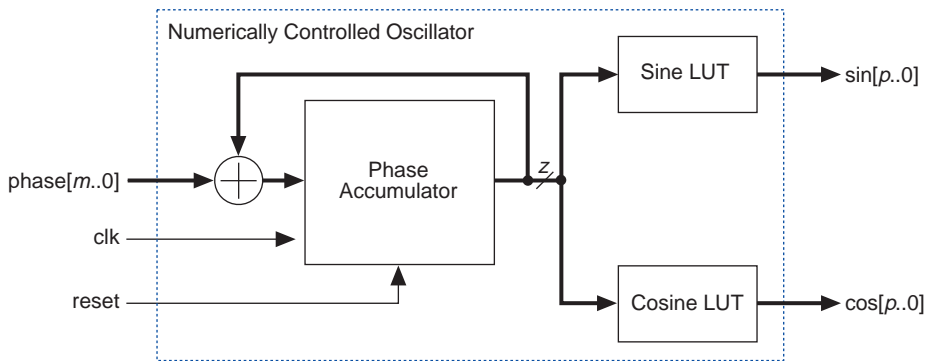 Numerically Controlled Oscillator
Sine LUT
sin[p..0]
Phase
Accumulator
z
phase[m..0]
clk
reset
Cosine LUT
cos[p..0]